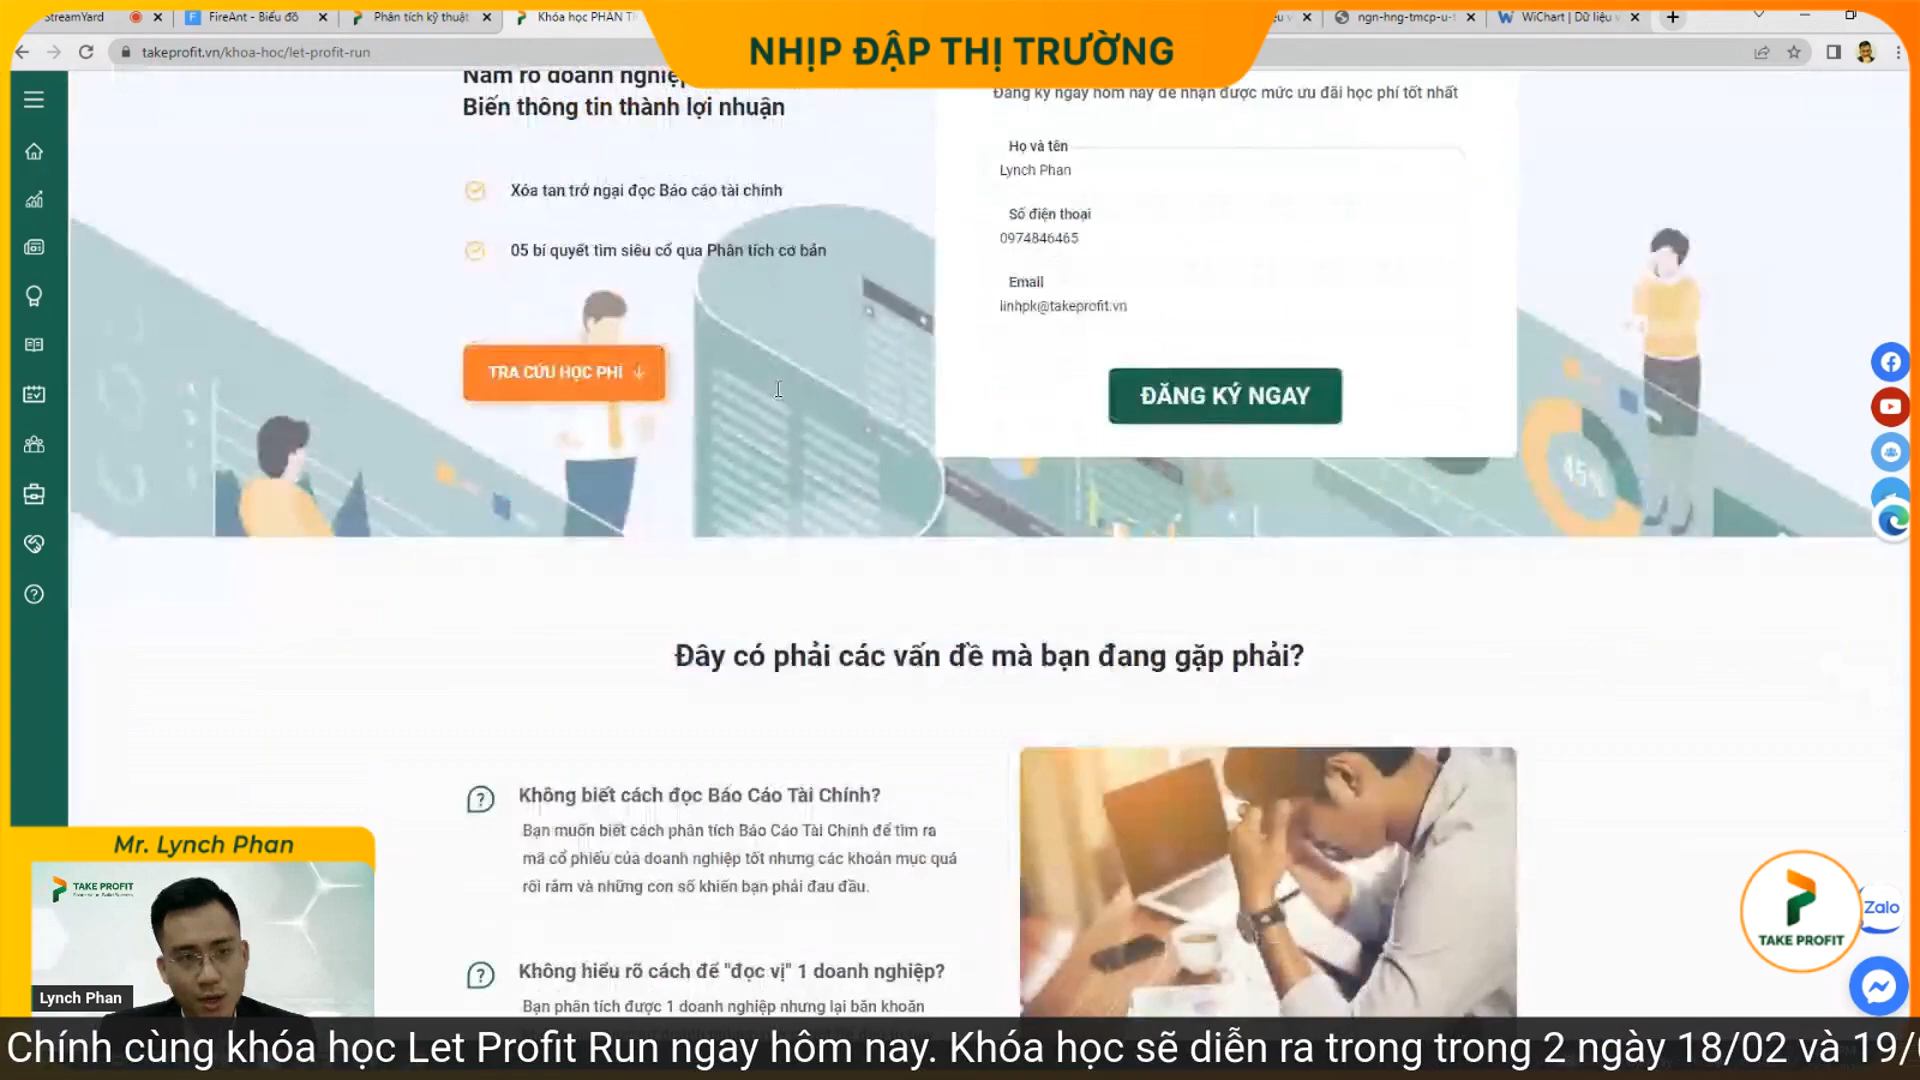 StreamYard
FireAnt - Biểu đồ
Phân tích kỹ thuật
Khóa học PHÂN
ngn-hng-tmcp-u-t
WiChart | Dữ liệu v
NHỊP ĐẬP THỊ TRƯỜNG
takeprofit.vn/khoa-hoc/let-profit-run
Nắm rõ doanh nghiệp
Biến thông tin thành lợi nhuận
Xóa tan trở ngại đọc Báo cáo tài chính
05 bí quyết tìm siêu cổ qua Phân tích cơ bản
TRA CỨU HỌC PHÍ
Đăng ký ngay hôm nay để nhận được mức ưu đãi học phí tốt nhất
Họ và tên
Lynch Phan
Số điện thoại
0974846465
Email
linhpk@takeprofit.vn
ĐĂNG KÝ NGAY
45%
Đây có phải các vấn đề mà bạn đang gặp phải?
Không biết cách đọc Báo Cáo Tài Chính?
Bạn muốn biết cách phân tích Báo Cáo Tài Chính để tìm ra
mã cổ phiếu của doanh nghiệp tốt nhưng các khoản mục quá
rối rắm và những con số khiến bạn phải đau đầu.
Không hiểu rõ cách để "đọc vị" 1 doanh nghiệp?
Bạn phân tích được 1 doanh nghiệp nhưng lại băn khoăn
Mr. Lynch Phan
TAKE PROFIT
Lynch Phan
TAKE PROFIT
Zalo
Chính cùng khóa học Let Profit Run ngay hôm nay. Khóa học sẽ diễn ra trong trong 2 ngày 18/02 và 19/